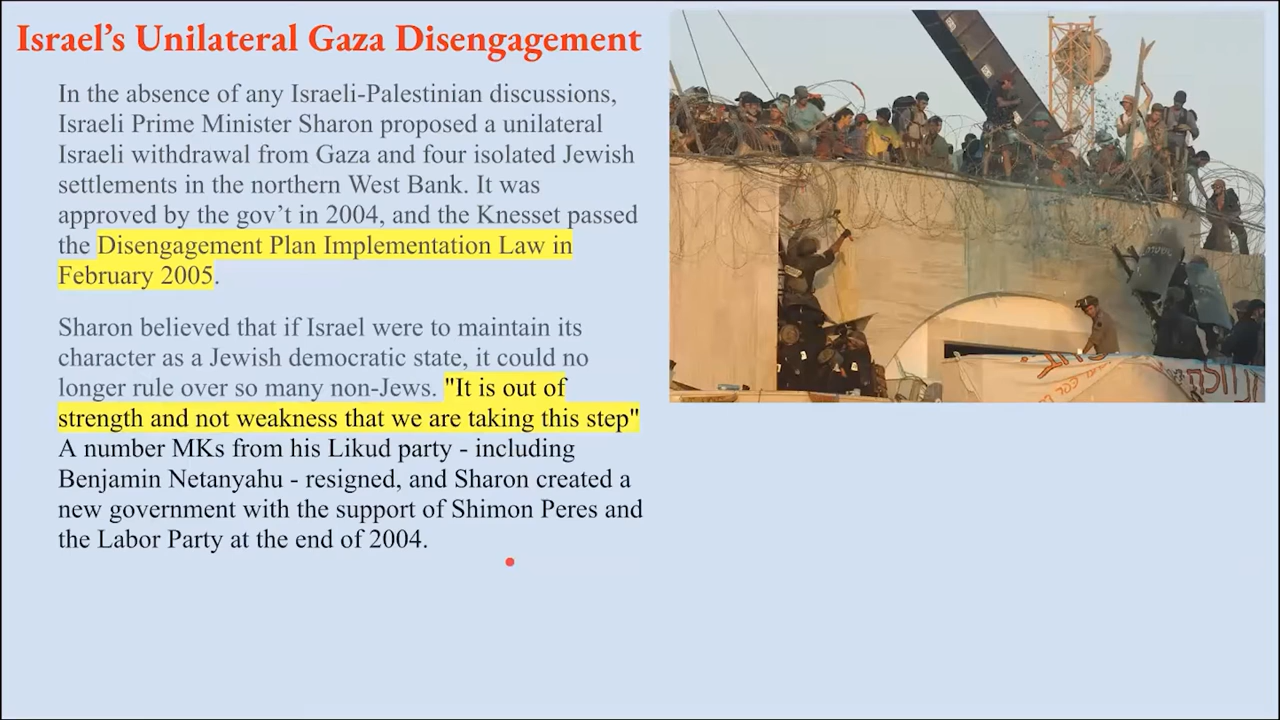 Israel’s Unilateral Gaza Disengagement
In the absence of any Israeli-Palestinian discussions,
Israeli Prime Minister Sharon proposed a unilateral
Israeli withdrawal from Gaza and four isolated Jewish
settlements in the northern West Bank. It was
approved by the gov’t in 2004, and the Knesset passed
the Disengagement Plan Implementation Law in
February 2005.
Sharon believed that if Israel were to maintain its
character as a Jewish democratic state, it could no
longer rule over so many non-Jews. "It is out of
strength and not weakness that we are taking this step"
A number MKs from his Likud party - including
Benjamin Netanyahu - resigned, and Sharon created a
new government with the support of Shimon Peres and
the Labor Party at the end of 2004.